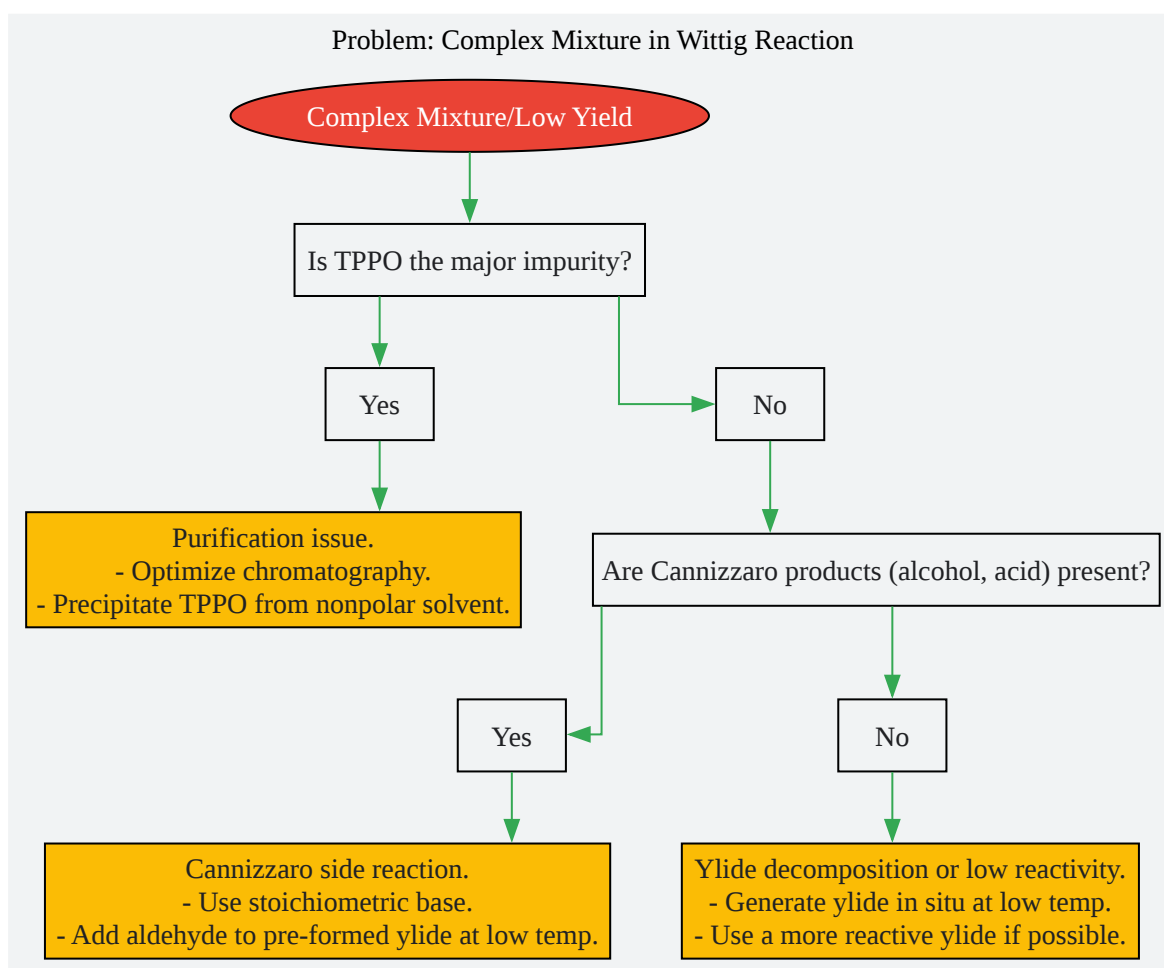 Problem: Complex Mixture in Wittig Reaction
Complex Mixture/Low Yield
Is TPPO the major impurity?
Yes
No
Purification issue.
- Optimize chromatography.
- Precipitate TPPO from nonpolar solvent.
Are Cannizzaro products (alcohol, acid) present?
Yes
No
Cannizzaro side reaction.
- Use stoichiometric base.
- Add aldehyde to pre-formed ylide at low temp.
Ylide decomposition or low reactivity.
- Generate ylide in situ at low temp.
- Use a more reactive ylide if possible.